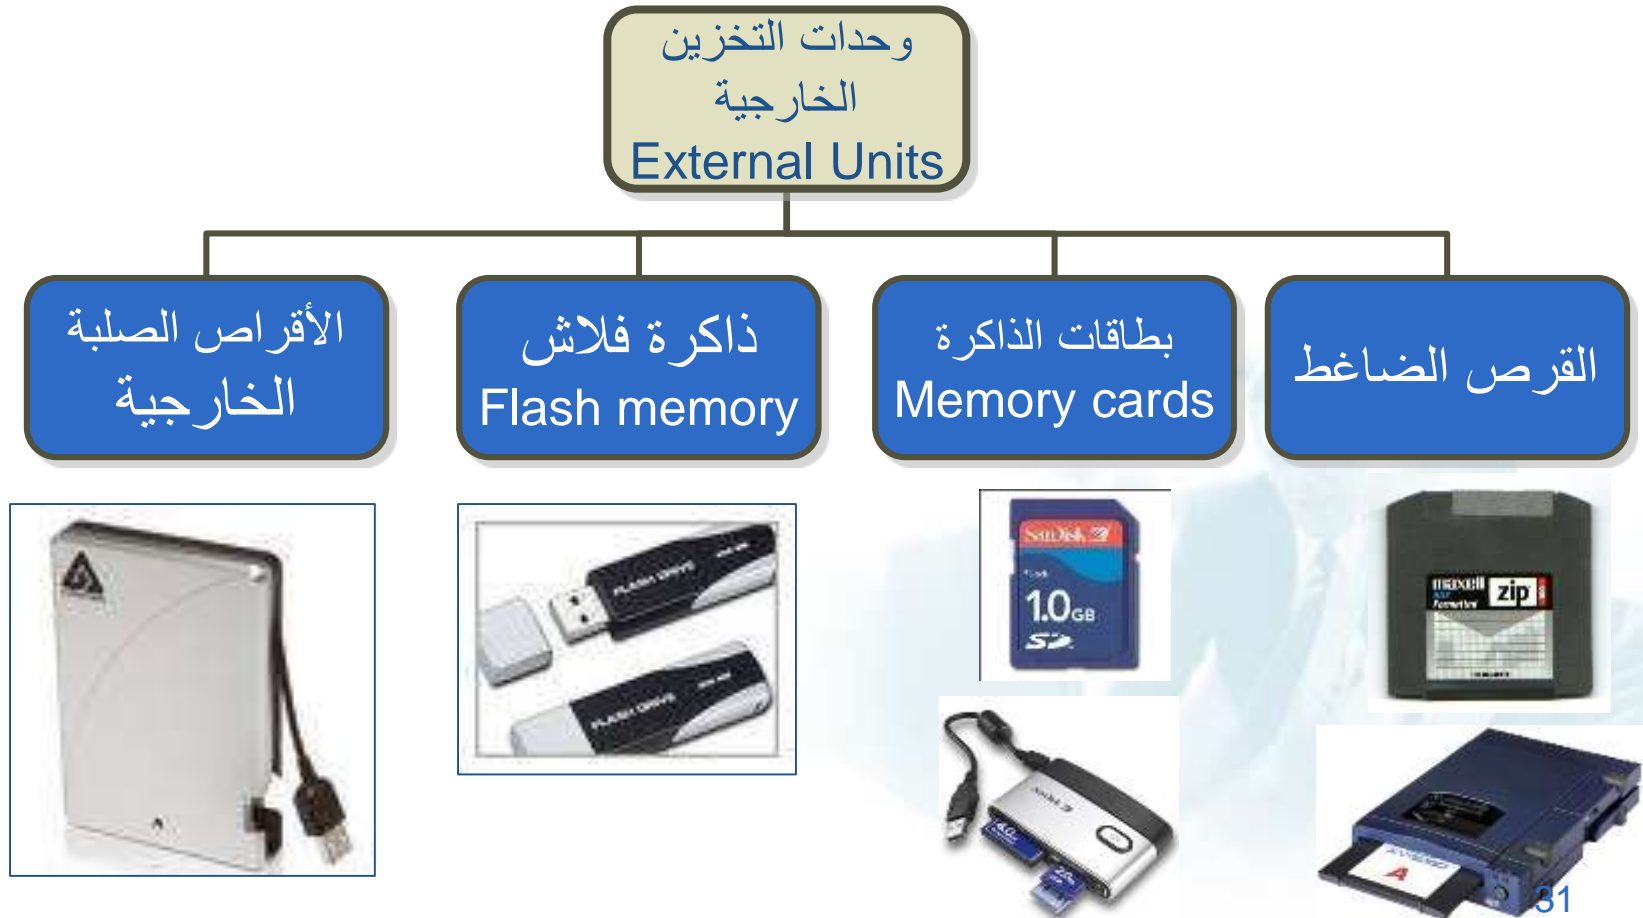 وحدات التخزين
الخارجية
External Units
القرص الضاغط
بطاقات الذاكرة
Memory cards
ذاكرة فلاش
Flash memory
الأقراص الصلبة
الخارجية
maxell
zip
Formatted
SanDisk
1.0GB
SD
FLASH DRIVE
FLASH DRIVE
A
31